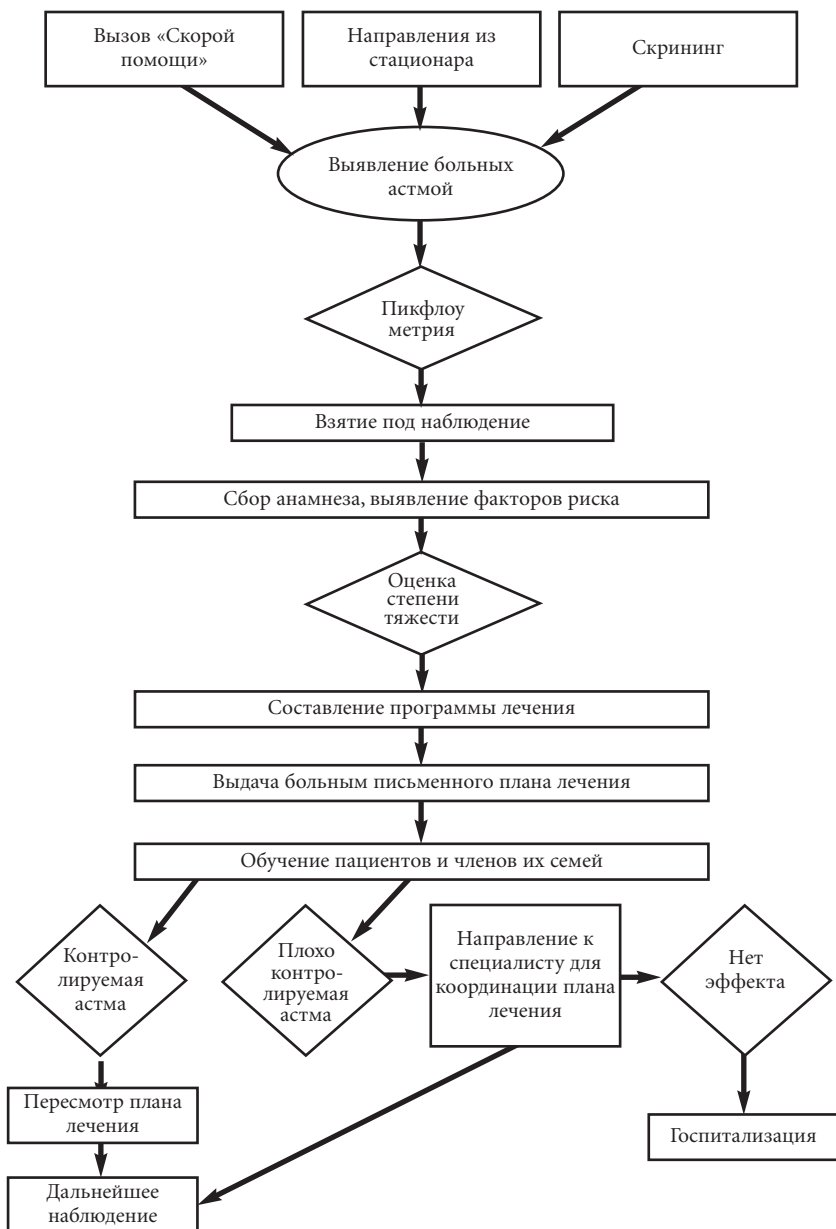 Вызов «Скорой
помощи»
Направления из
стационара
Скрининг
Выявление больных
астмой
Пикфлоу
метрия
Взятие под наблюдение
Сбор анамнеза, выявление факторов риска
Оценка
степени
тяжести
Составление программы лечения
Выдача больным письменного плана лечения
Обучение пациентов и членов их семей
Контро-
лируемая
астма
Плохо
контро-
лируемая
астма
Направление к
специалисту для
координации плана
лечения
Нет
эффекта
Пересмотр плана
лечения
Госпитализация
Дальнейшее
наблюдение